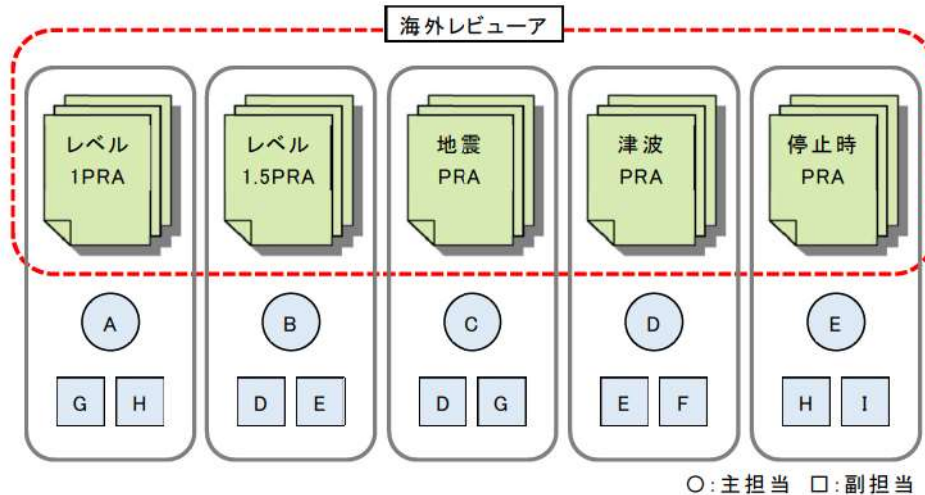 海外レビューア
レベル
1PRA
レベル
1.5PRA
地震
PRA
津波
PRA
停止時
PRA
A
B
C
D
E
G H
D E
D G
E F
H I
○:主担当 □:副担当